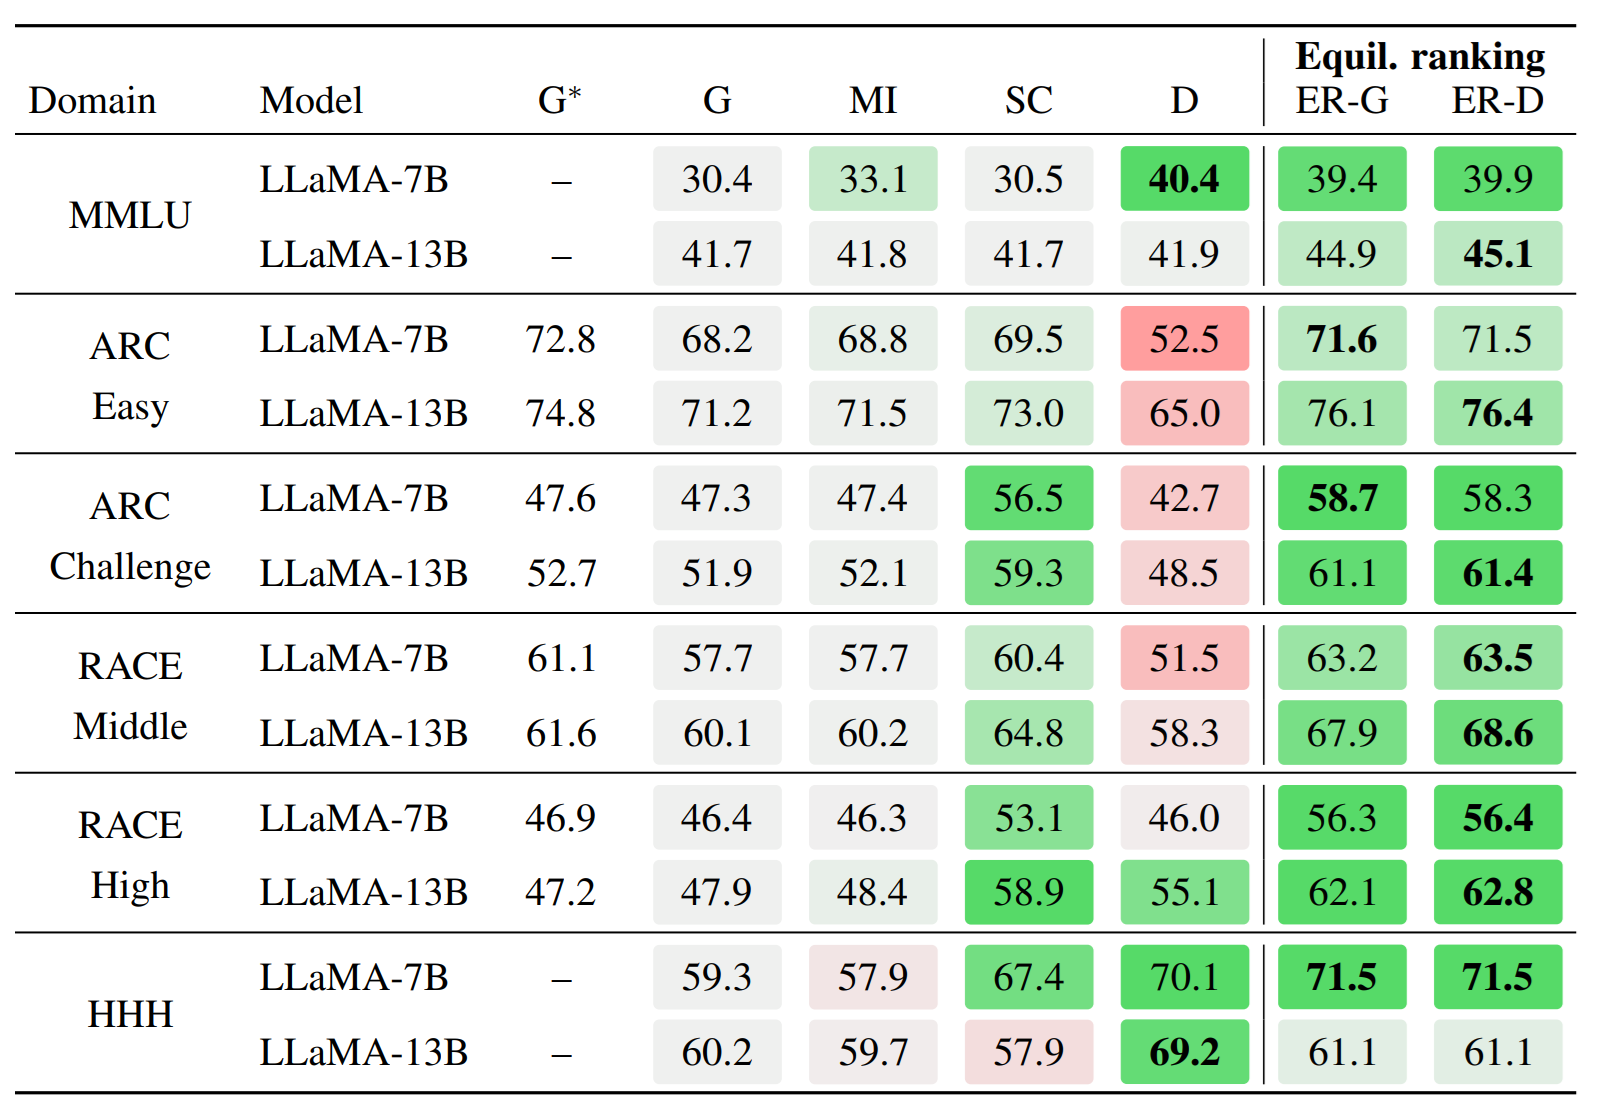 Equil. ranking
Domain Model G* G MI SC D ER-G ER-D
MMLU
LLaMA-7B – 30.4 33.1 30.5 40.4 39.4 39.9
LLaMA-13B – 41.7 41.8 41.7 41.9 44.9 45.1
ARC
Easy
LLaMA-7B 72.8 68.2 68.8 69.5 52.5 71.6 71.5
LLaMA-13B 74.8 71.2 71.5 73.0 65.0 76.1 76.4
ARC
Challenge
LLaMA-7B 47.6 47.3 47.4 56.5 42.7 58.7 58.3
LLaMA-13B 52.7 51.9 52.1 59.3 48.5 61.1 61.4
RACE
Middle
LLaMA-7B 61.1 57.7 57.7 60.4 51.5 63.2 63.5
LLaMA-13B 61.6 60.1 60.2 64.8 58.3 67.9 68.6
RACE
High
LLaMA-7B 46.9 46.4 46.3 53.1 46.0 56.3 56.4
LLaMA-13B 47.2 47.9 48.4 58.9 55.1 62.1 62.8
HHH
LLaMA-7B – 59.3 57.9 67.4 70.1 71.5 71.5
LLaMA-13B – 60.2 59.7 57.9 69.2 61.1 61.1